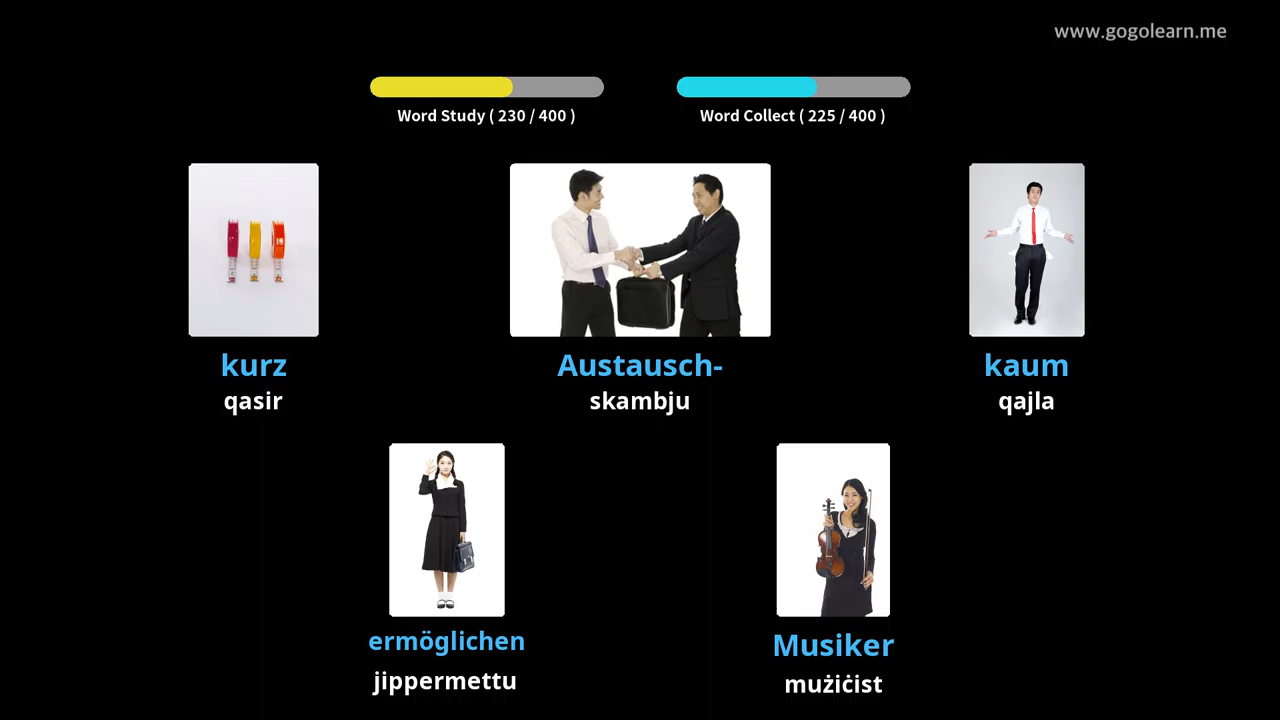 www.gogolearn.me
Word Study ( 230 / 400 )
Word Collect ( 225 / 400 )
kurz
qasir
Austausch-
skambju
kaum
qajla
ermöglichen
jippermettu
Musiker
mużiċist